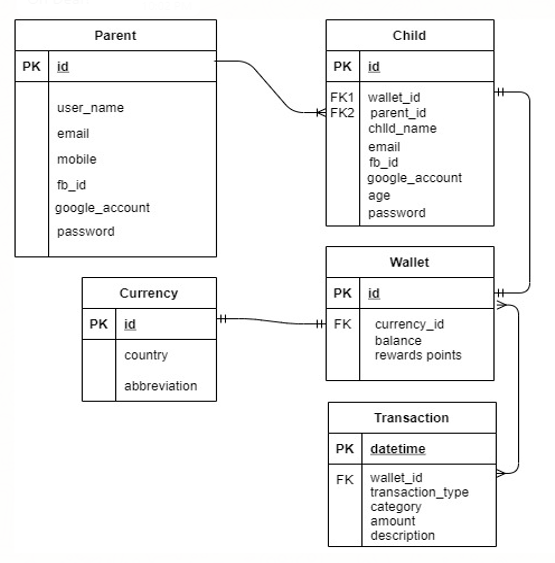 Parent
PK id
user_name
email
mobile
fb_id
google_account
password
Child
PK id
FK1 wallet_id
FK2 parent_id
chlld_name
email
fb_id
google_account
age
password
Currency
PK id
country
abbreviation
Wallet
PK id
FK currency_id
balance
rewards points
Transaction
PK datetime
FK wallet_id
transaction_type
category
amount
description